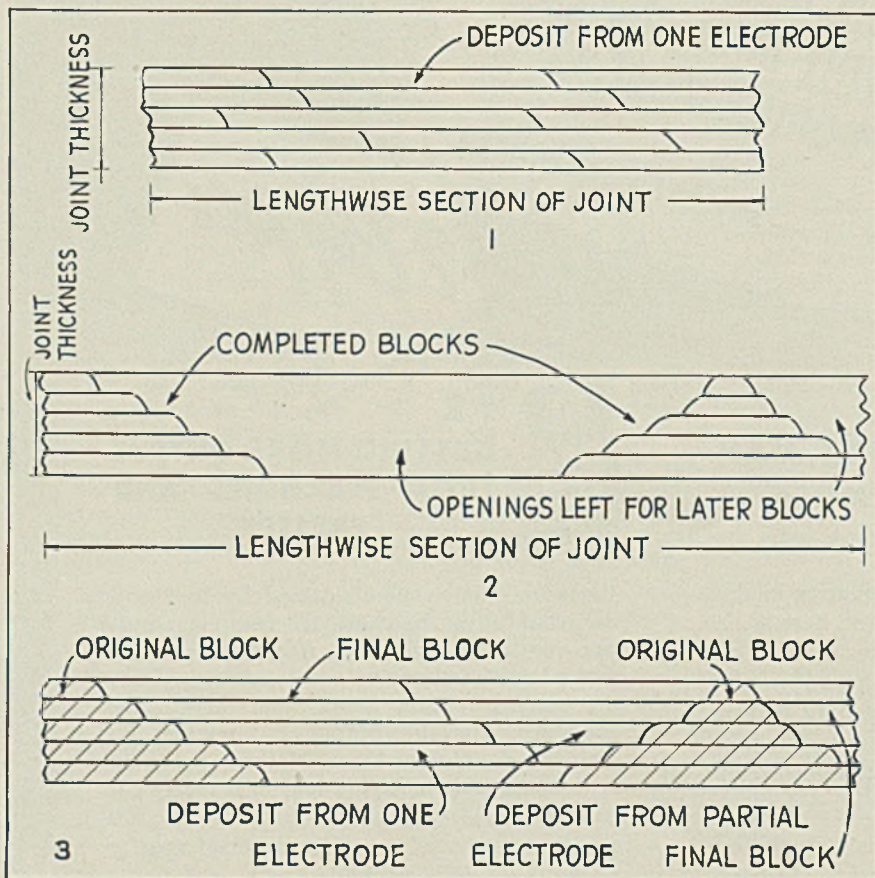 DEPOSIT FROM ONE ELECTRODE
JOINT THICKNESS
LENGTHWISE SECTION OF JOINT
1
JOINT
THICKNESS
COMPLETED BLOCKS
OPENINGS LEFT FOR LATER BLOCKS
LENGTHWISE SECTION OF JOINT
2
ORIGINAL BLOCK
FINAL BLOCK
ORIGINAL BLOCK
DEPOSIT FROM ONE
ELECTRODE
DEPOSIT FROM PARTIAL
ELECTRODE
FINAL BLOCK
3